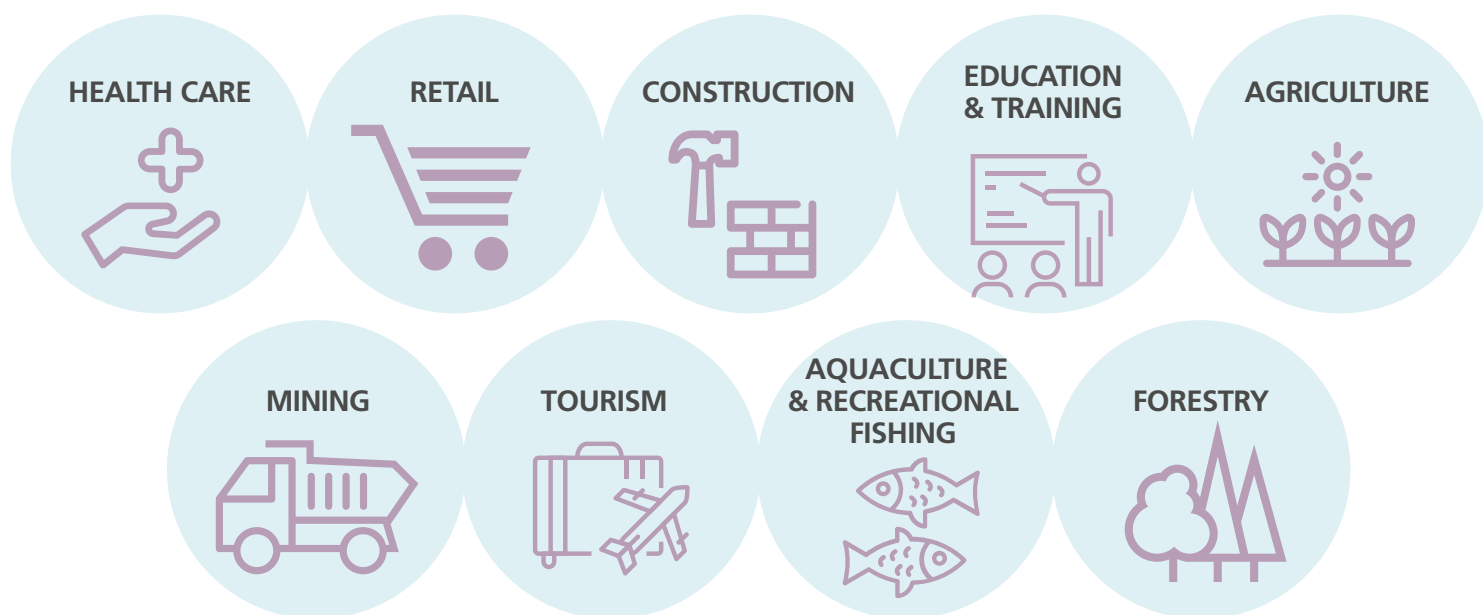 HEALTH CARE
RETAIL
CONSTRUCTION
EDUCATION
& TRAINING
AGRICULTURE
MINING
TOURISM
AQUACULTURE
& RECREATIONAL
FISHING
FORESTRY